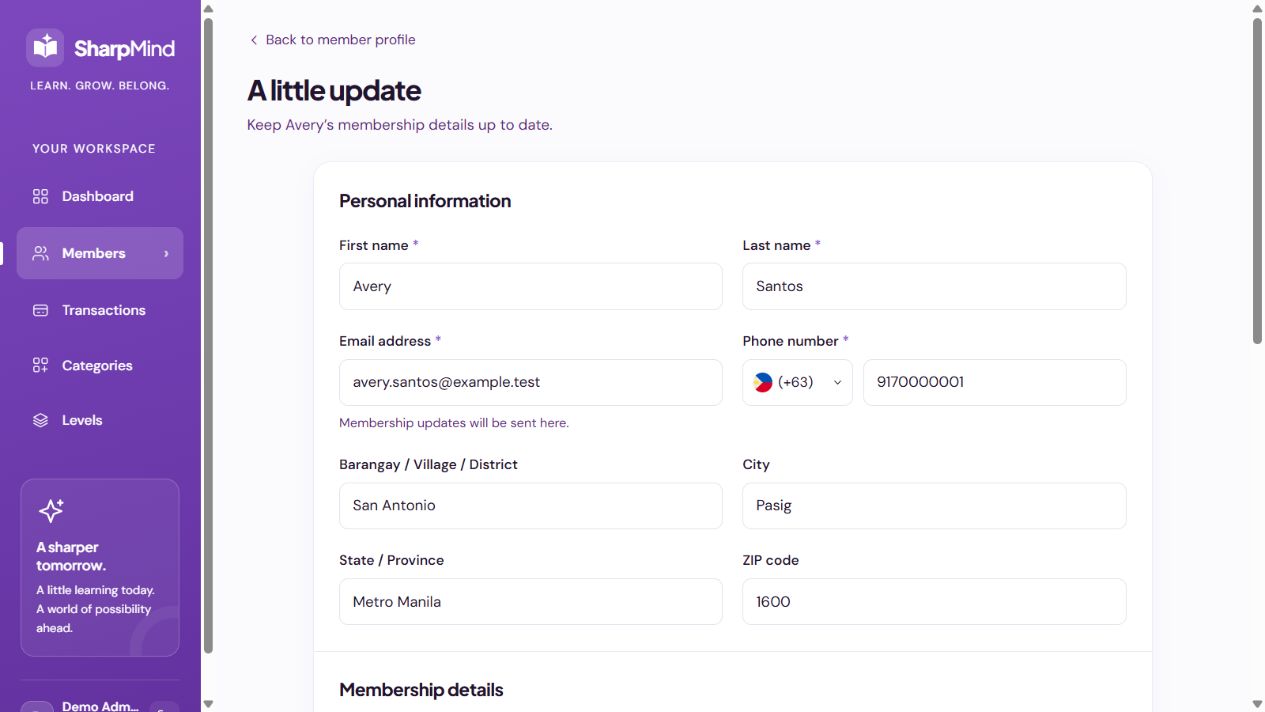 SharpMind
LEARN. GROW. BELONG.
YOUR WORKSPACE
Dashboard
Members ›
Transactions
Categories
Levels
A sharper
tomorrow.
A little learning today.
A world of possibility
ahead.
Demo Adm...
Back to member profile
A little update
Keep Avery’s membership details up to date.
Personal information
First name *
Avery
Last name *
Santos
Email address *
avery.santos@example.test
Membership updates will be sent here.
Phone number *
(+63)
9170000001
Barangay / Village / District
San Antonio
City
Pasig
State / Province
Metro Manila
ZIP code
1600
Membership details